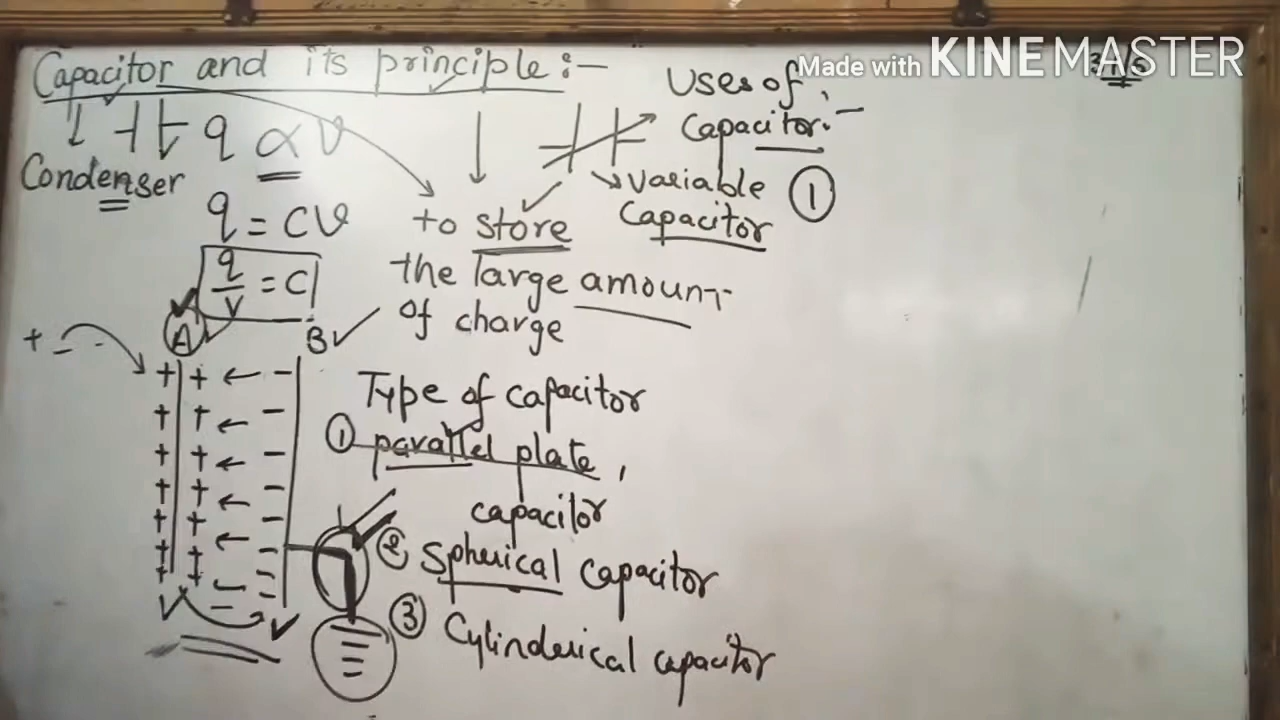 Capacitor and its principle:-
Condenser
q ∝ V
q = CV
q/V = C
to store
the large amount
of charge
Variable
Capacitor
Uses of
Capacitor:-
①
A B
Type of capacitor
① parallel plate,
capacitor
② Spherical capacitor
③ Cylinderical capacitor
Made with KINEMASTER